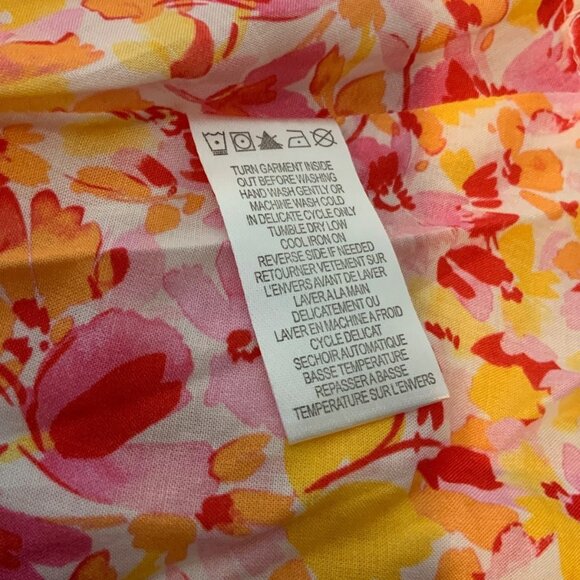 TURN GARMENT INSIDE
OUT BEFORE WASHING
HAND WASH GENTLY OR
MACHINE WASH COLD
IN DELICATE CYCLE ONLY
TUMBLE DRY LOW
COOL IRON ON
REVERSE SIDE IF NEEDED
RETOURNER VETEMENT SUR
L'ENVERS AVANT DE LAVER
LAVER A LA MAIN
DELICATEMENT OU
LAVER EN MACHINE A FROID
CYCLE DELICAT
SECHOIR AUTOMATIQUE
BASSE TEMPERATURE
REPASSER A BASSE
TEMPERATURE SUR L'ENVERS